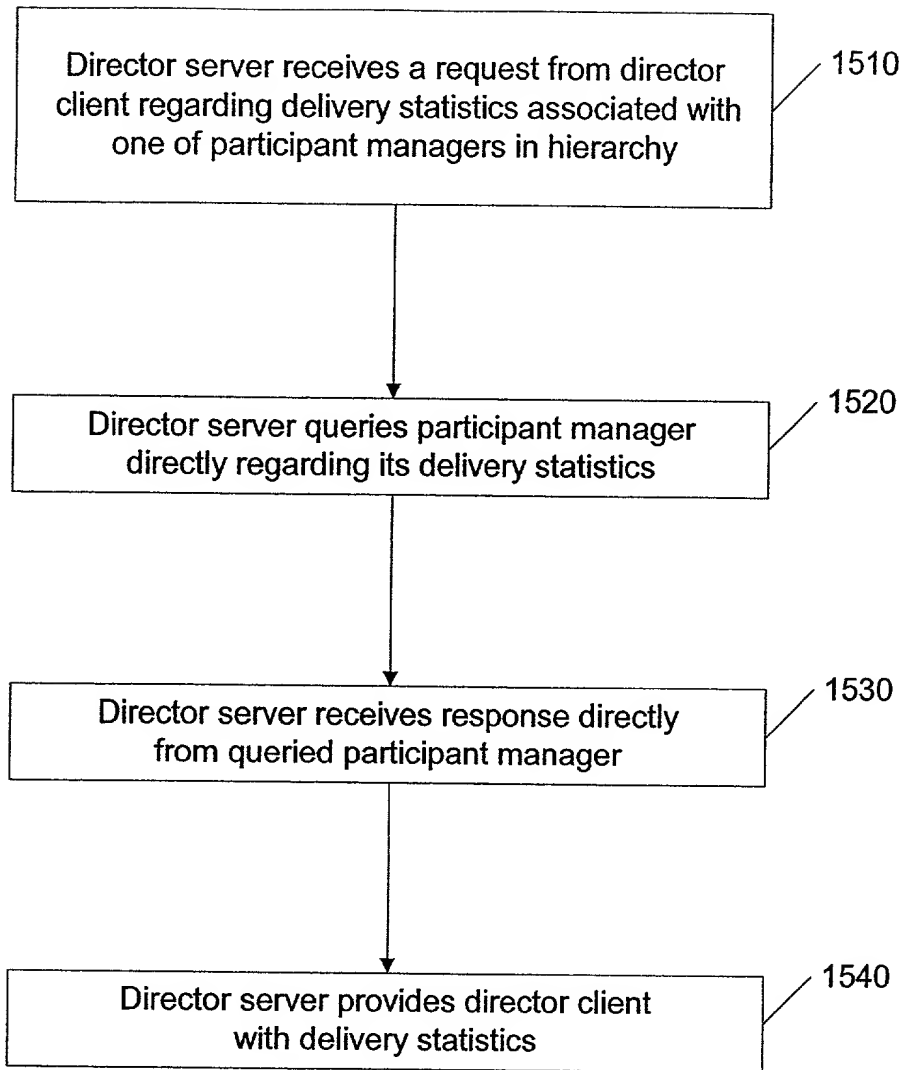 Director server receives a request from director
client regarding delivery statistics associated with
one of participant managers in hierarchy
1510
Director server queries participant manager
directly regarding its delivery statistics
1520
Director server receives response directly
from queried participant manager
1530
Director server provides director client
with delivery statistics
1540